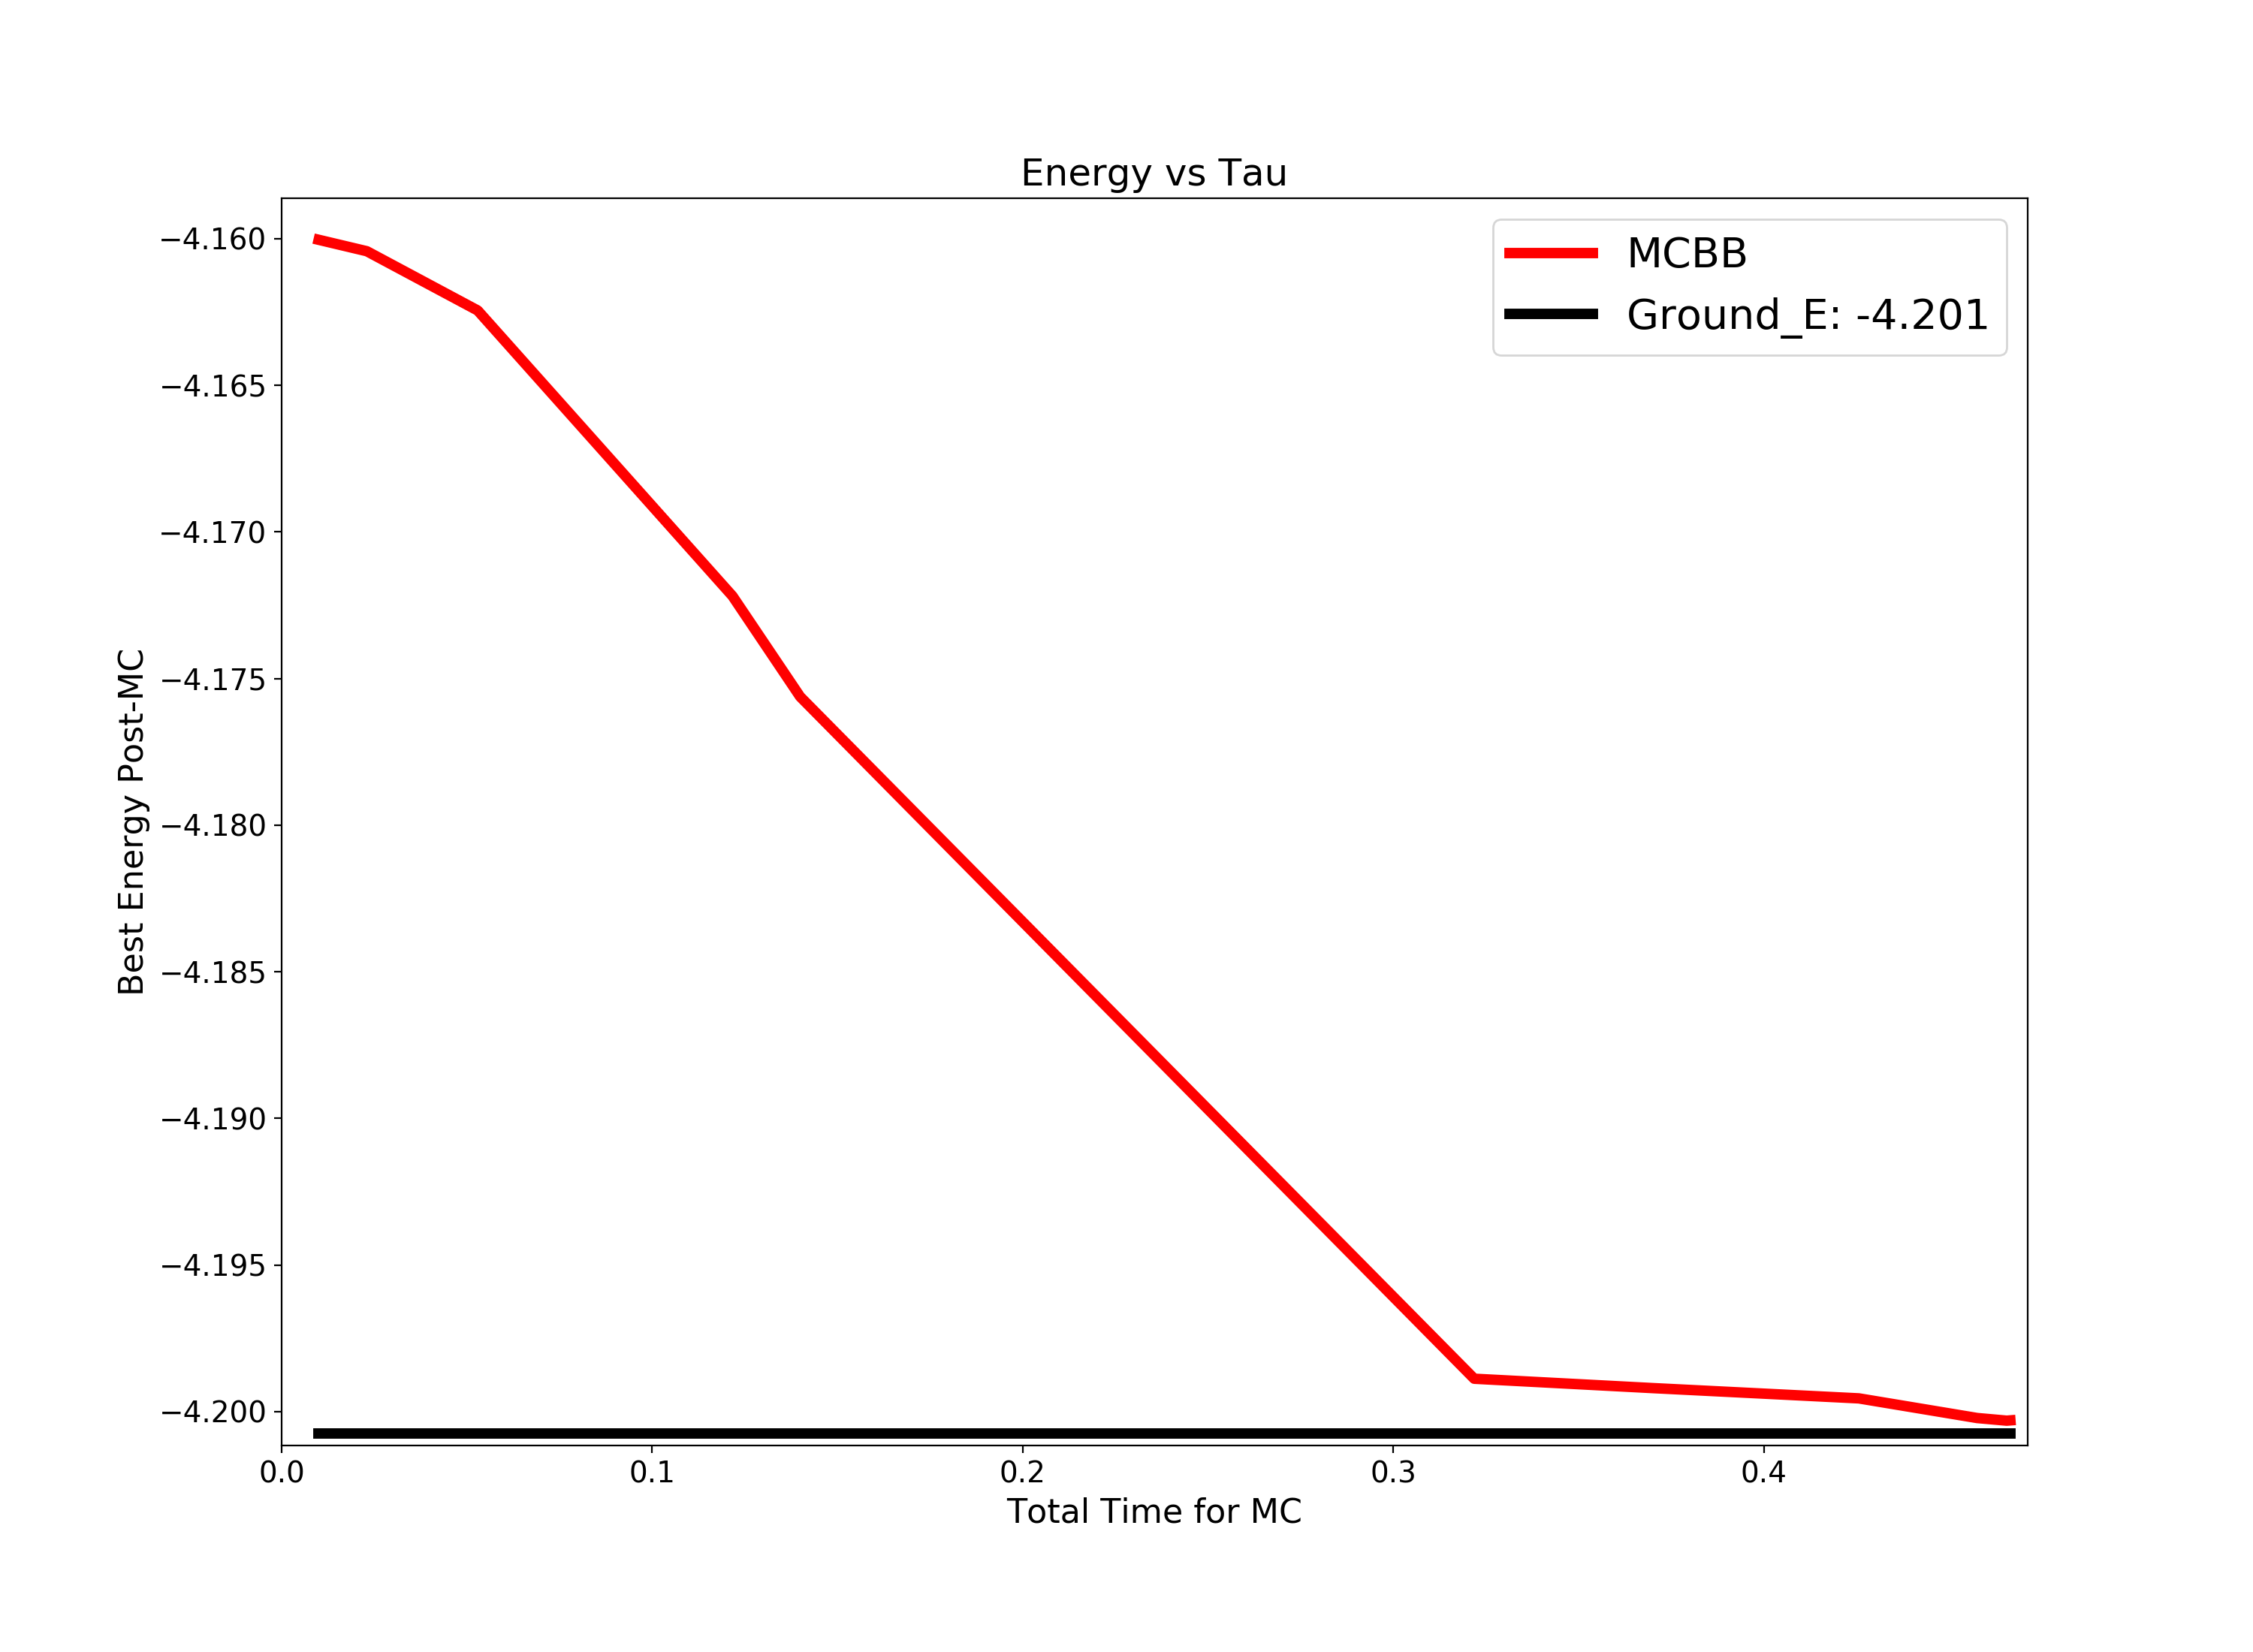 Energy vs Tau
MCBB
Ground_E: -4.201
Best Energy Post-MC
−4.160
−4.165
−4.170
−4.175
−4.180
−4.185
−4.190
−4.195
−4.200
0.0
0.1
0.2
0.3
0.4
Total Time for MC